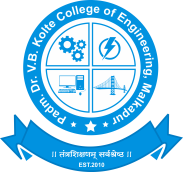 Padm. Dr. V.B. Kolte College of Engineering, Malkapur
॥ तंत्रशिक्षणम् सर्वश्रेष्ठ ॥
EST.2010